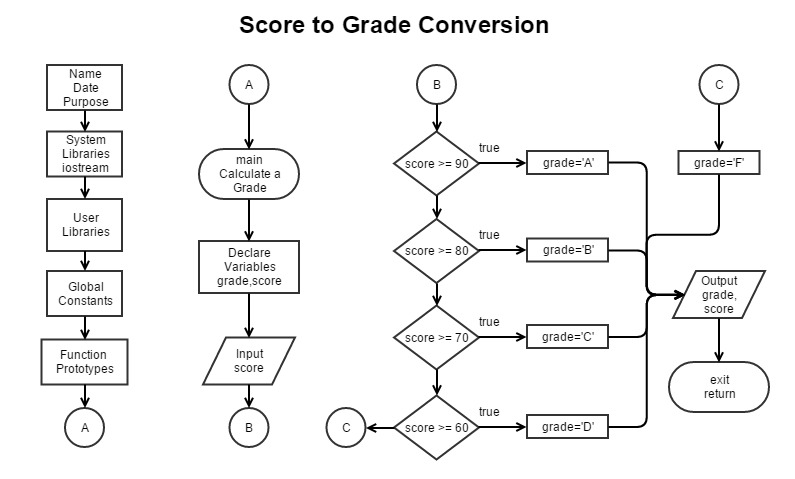 Score to Grade Conversion
Name
Date
Purpose
System
Libraries
iostream
User
Libraries
Global
Constants
Function
Prototypes
A
A
main
Calculate a
Grade
Declare
Variables
grade,score
Input
score
B
B
score >= 90
true
grade='A'
score >= 80
true
grade='B'
score >= 70
true
grade='C'
C
score >= 60
true
grade='D'
C
grade='F'
Output
grade,
score
exit
return